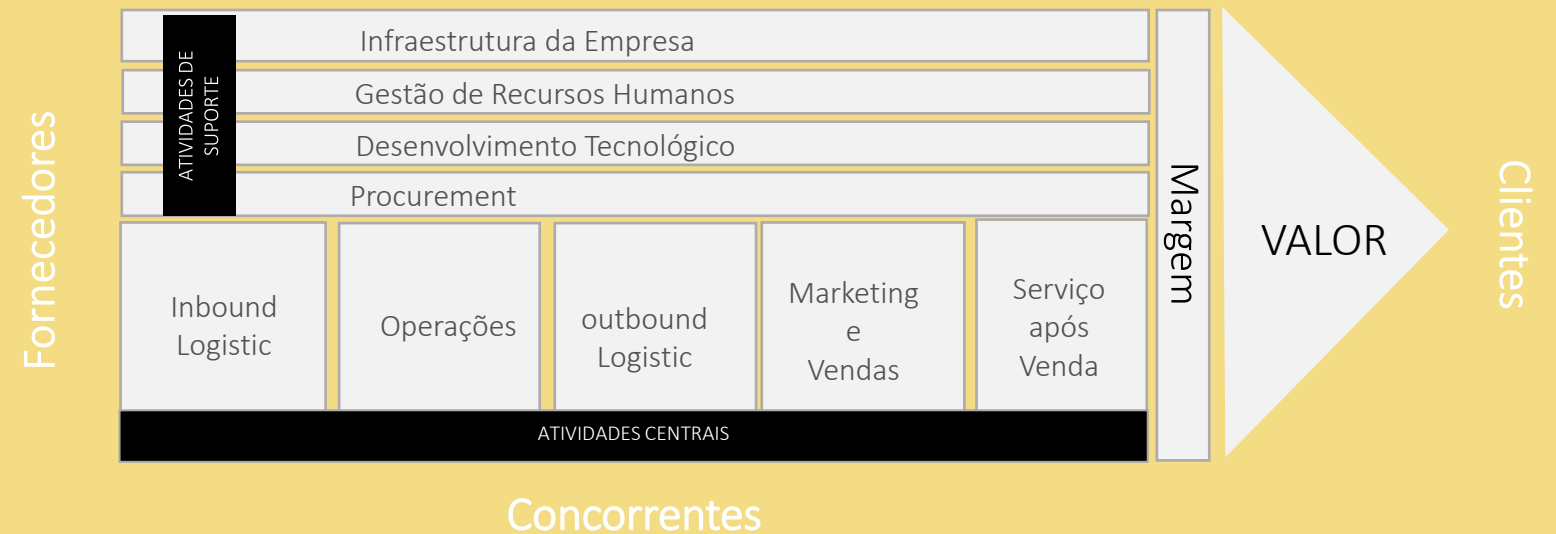 Fornecedores
ATIVIDADES DE
SUPORTE
Infraestrutura da Empresa
Gestão de Recursos Humanos
Desenvolvimento Tecnológico
Procurement
Inbound
Logistic
Operações
outbound
Logistic
Marketing
e
Vendas
Serviço
após
Venda
ATIVIDADES CENTRAIS
Margem
VALOR
Clientes
Concorrentes